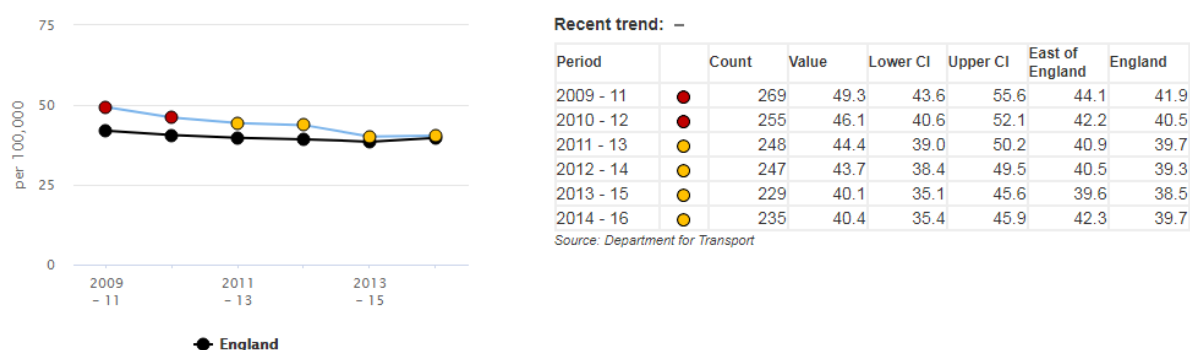 75
50
25
0
per 100,000
2009 - 11
2011 - 13
2013 - 15
England
Recent trend: –
Period Count Value Lower CI Upper CI East of England England
2009 - 11 269 49.3 43.6 55.6 44.1 41.9
2010 - 12 255 46.1 40.6 52.1 42.2 40.5
2011 - 13 248 44.4 39.0 50.2 40.9 39.7
2012 - 14 247 43.7 38.4 49.5 40.5 39.3
2013 - 15 229 40.1 35.1 45.6 39.6 38.5
2014 - 16 235 40.4 35.4 45.9 42.3 39.7
Source: Department for Transport